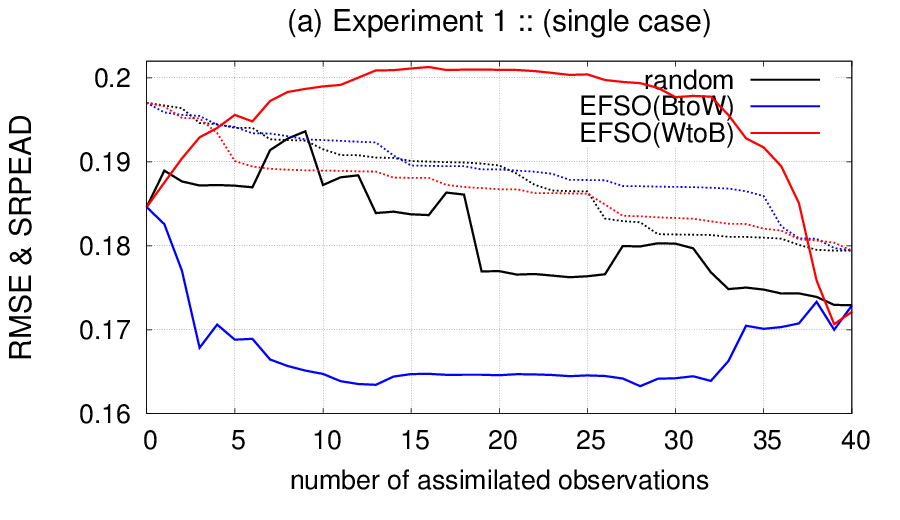 (a) Experiment 1 :: (single case)
RMSE & SRPEAD
0.2
0.19
0.18
0.17
0.16
random
EFSO(BtoW)
EFSO(WtoB)
0 5 10 15 20 25 30 35 40
number of assimilated observations